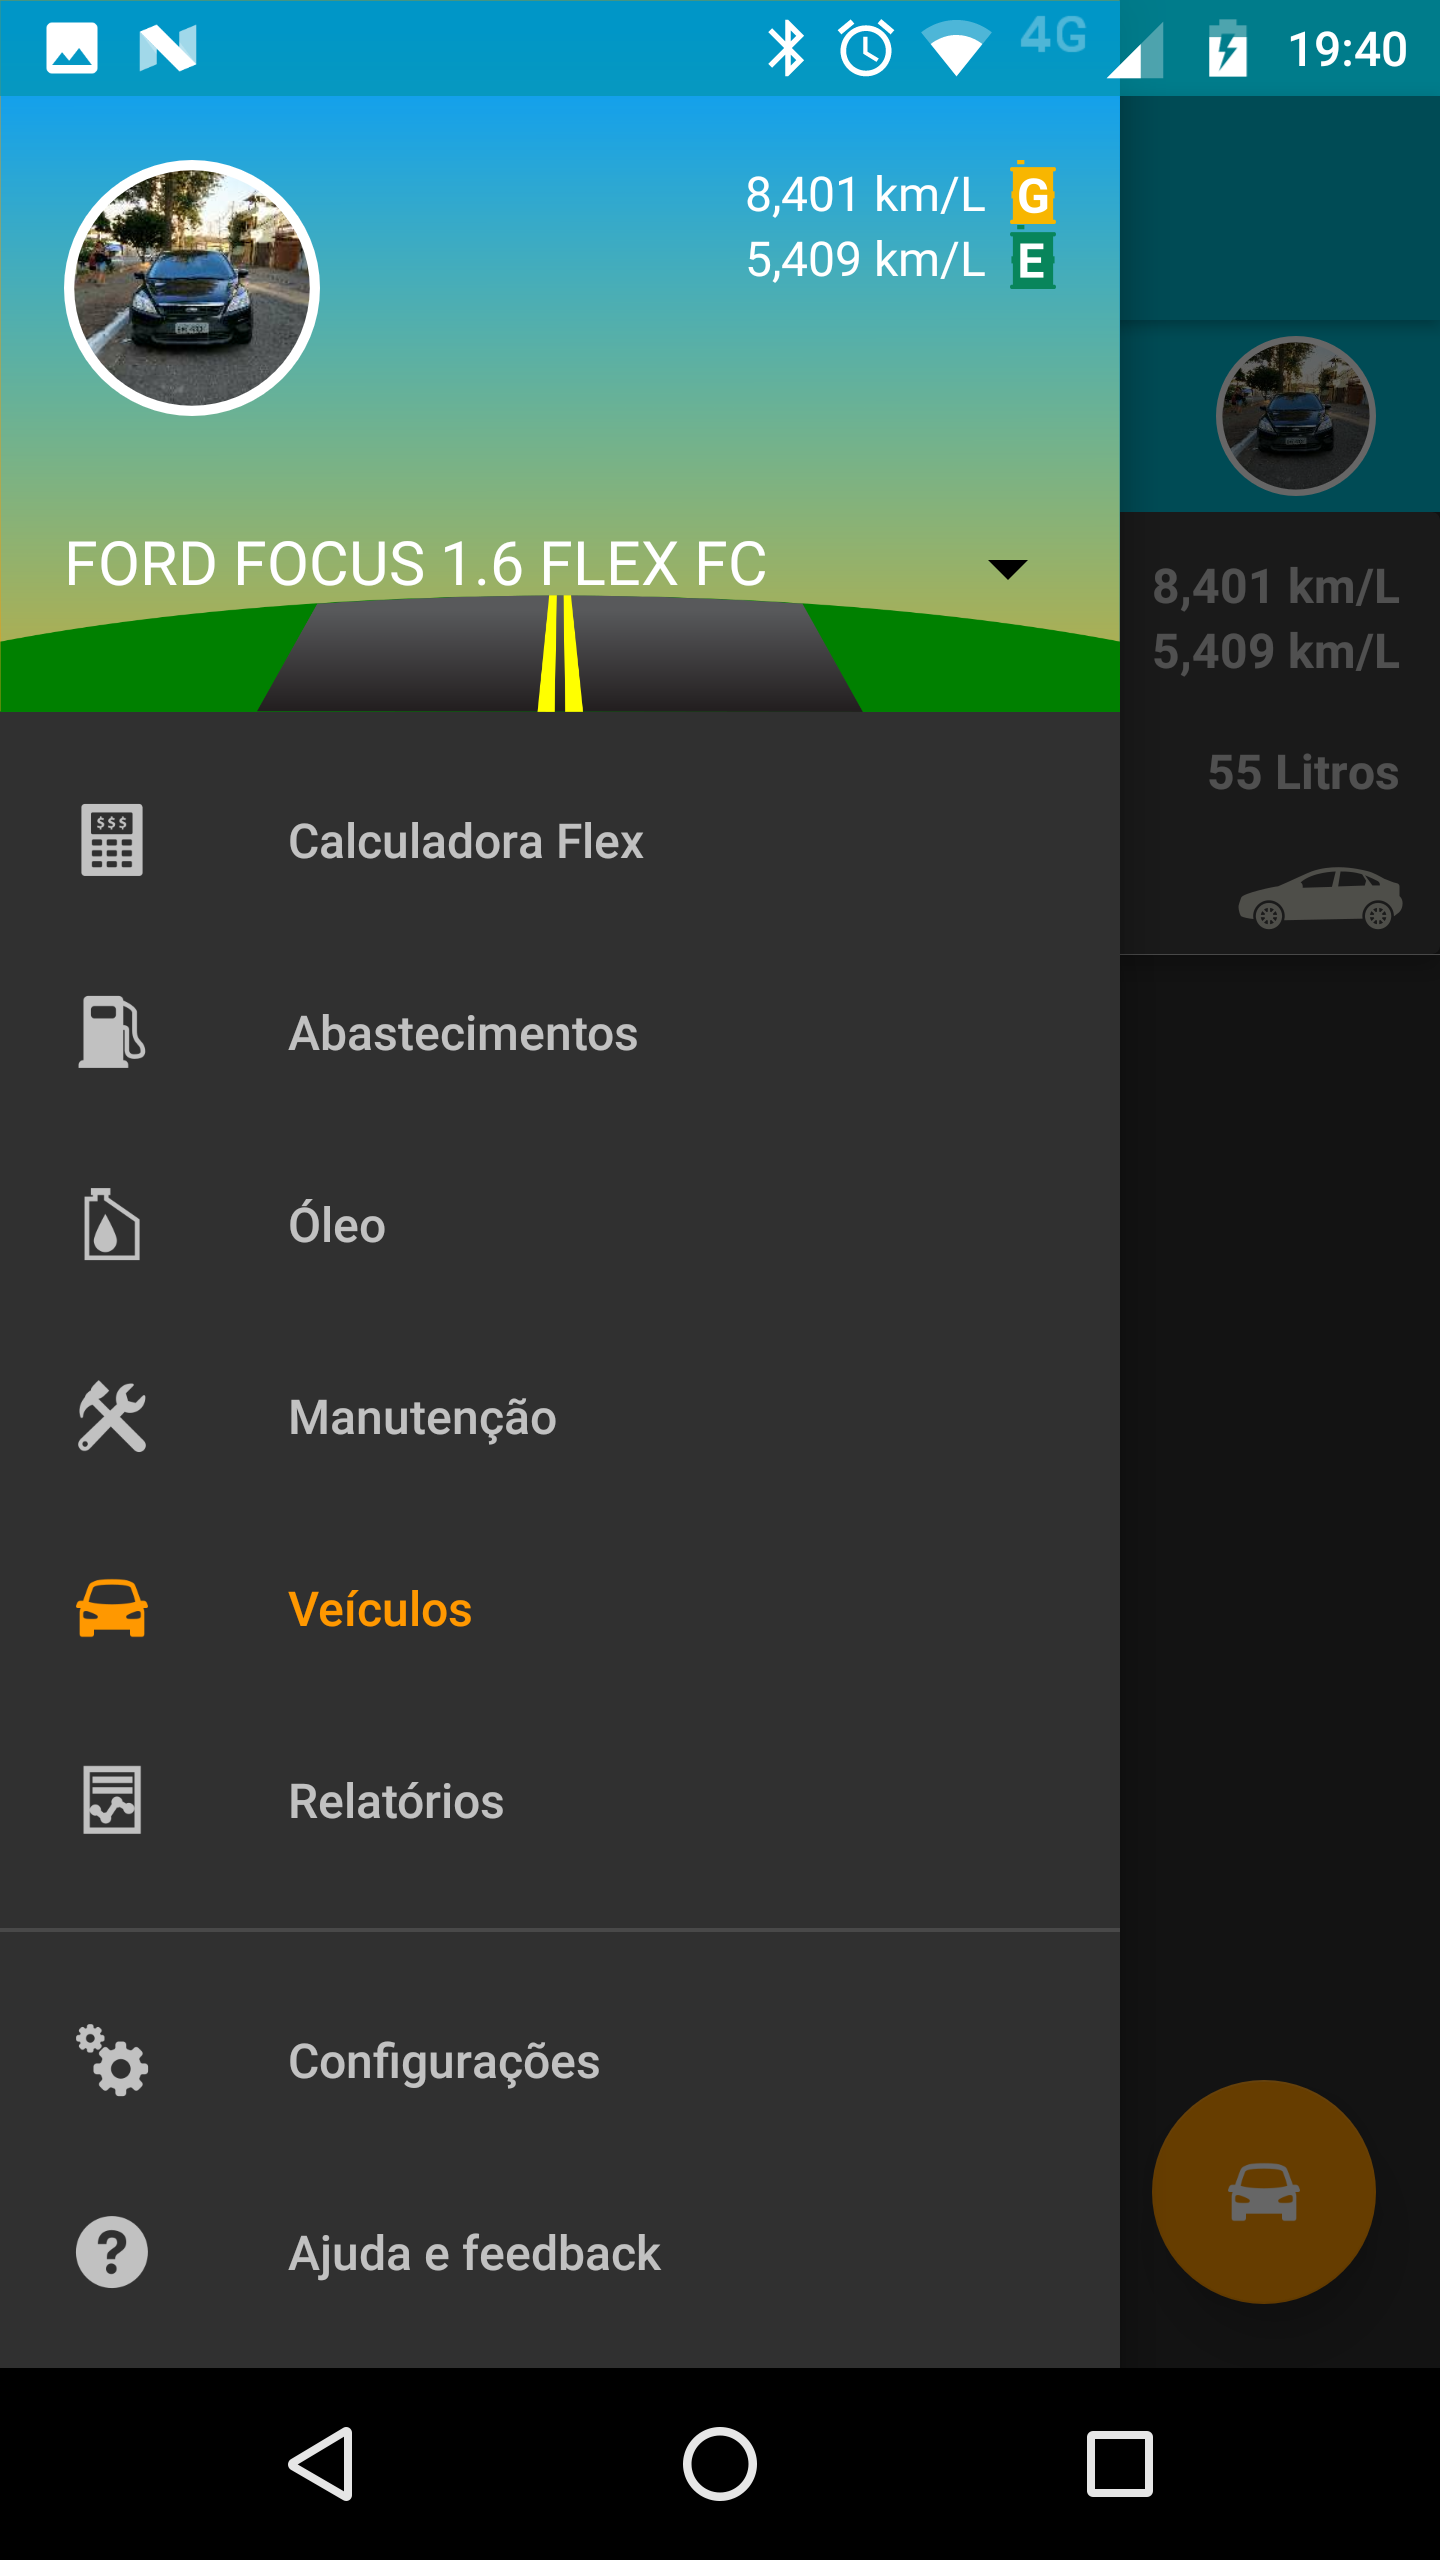 4G
19:40
8,401 km/L G
5,409 km/L E
FORD FOCUS 1.6 FLEX FC
8,401 km/L
5,409 km/L
55 Litros
$$$
Calculadora Flex
Abastecimentos
Óleo
Manutenção
Veículos
Relatórios
Configurações
?
Ajuda e feedback